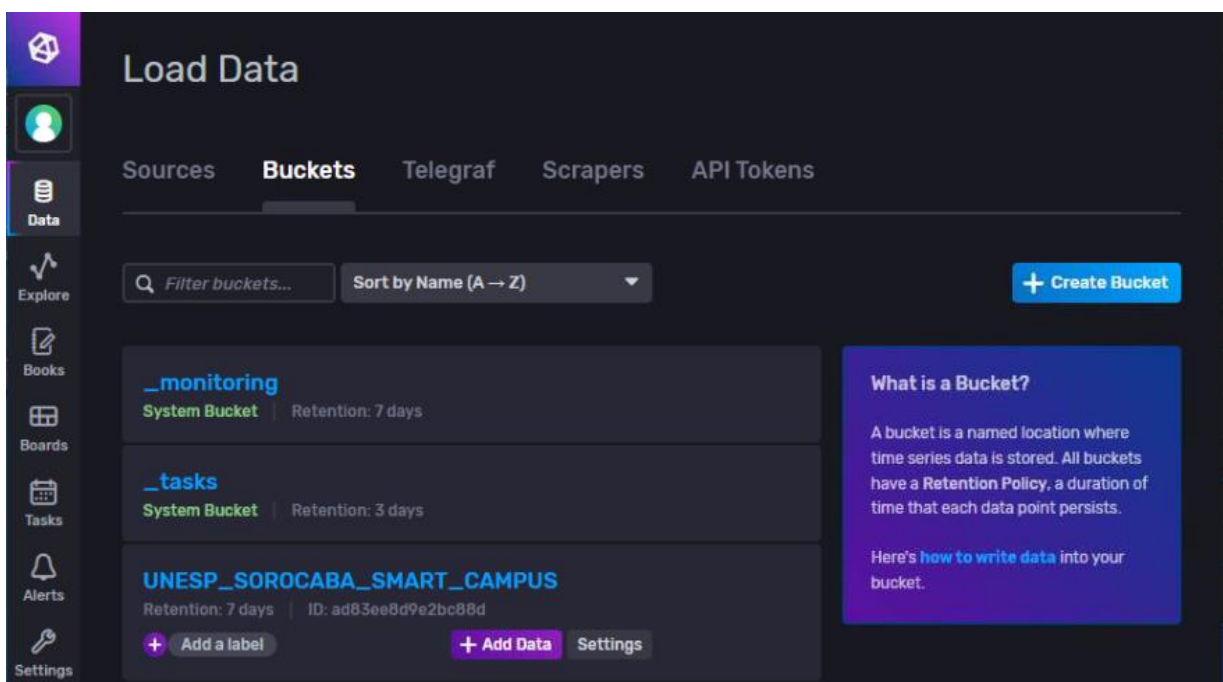 Load Data
Data
Explore
Books
Boards
Tasks
Alerts
Settings
Sources Buckets Telegraf Scrapers API Tokens
Filter buckets... Sort by Name (A → Z) + Create Bucket
_monitoring
System Bucket Retention: 7 days
_tasks
System Bucket Retention: 3 days
UNESP_SOROCABA_SMART_CAMPUS
Retention: 7 days ID: ad83ee8d9e2bc88d
+ Add a label + Add Data Settings
What is a Bucket?
A bucket is a named location where
time series data is stored. All buckets
have a Retention Policy, a duration of
time that each data point persists.
Here's how to write data into your
bucket.